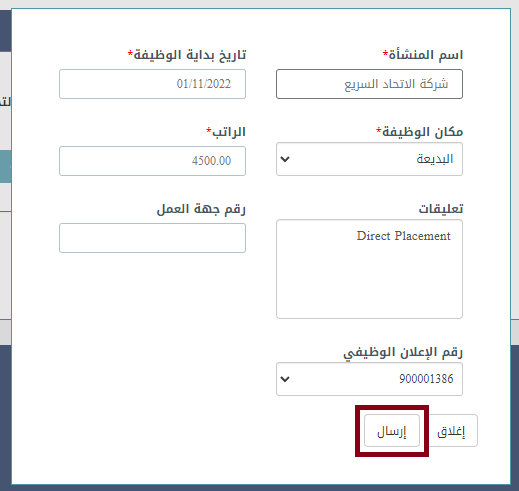 اسم المنشأة*
شركة الاتحاد السريع
تاريخ بداية الوظيفة*
01/11/2022
مكان الوظيفة*
البديعة
الراتب*
4500.00
تعليقات
Direct Placement
رقم جهة العمل
رقم الإعلان الوظيفي
900001386
إغلاق
إرسال